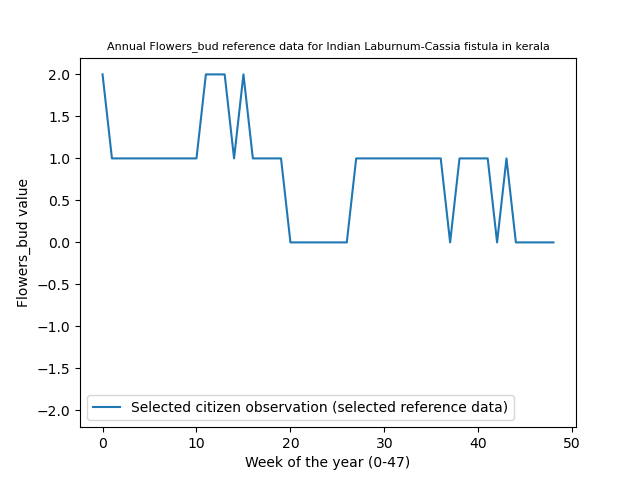 Annual Flowers_bud reference data for Indian Laburnum-Cassia fistula in kerala
2.0
1.5
1.0
0.5
0.0
−0.5
−1.0
−1.5
−2.0
Flowers_bud value
Selected citizen observation (selected reference data)
0 10 20 30 40 50
Week of the year (0-47)